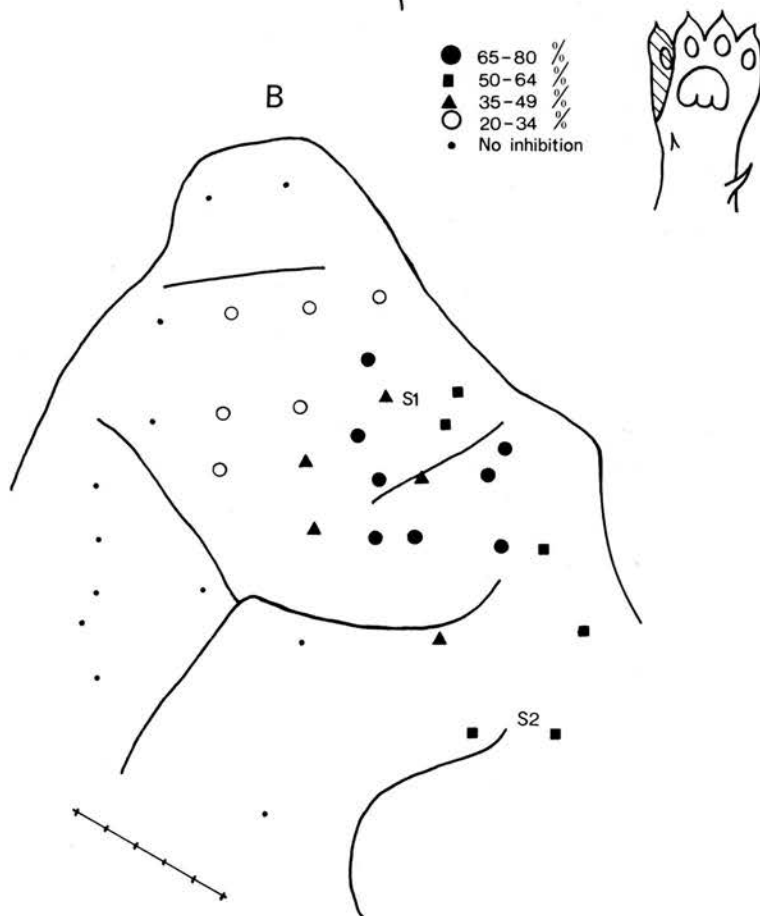 B
65-80 %
50-64 %
35-49 %
20-34 %
No inhibition
S1
S2